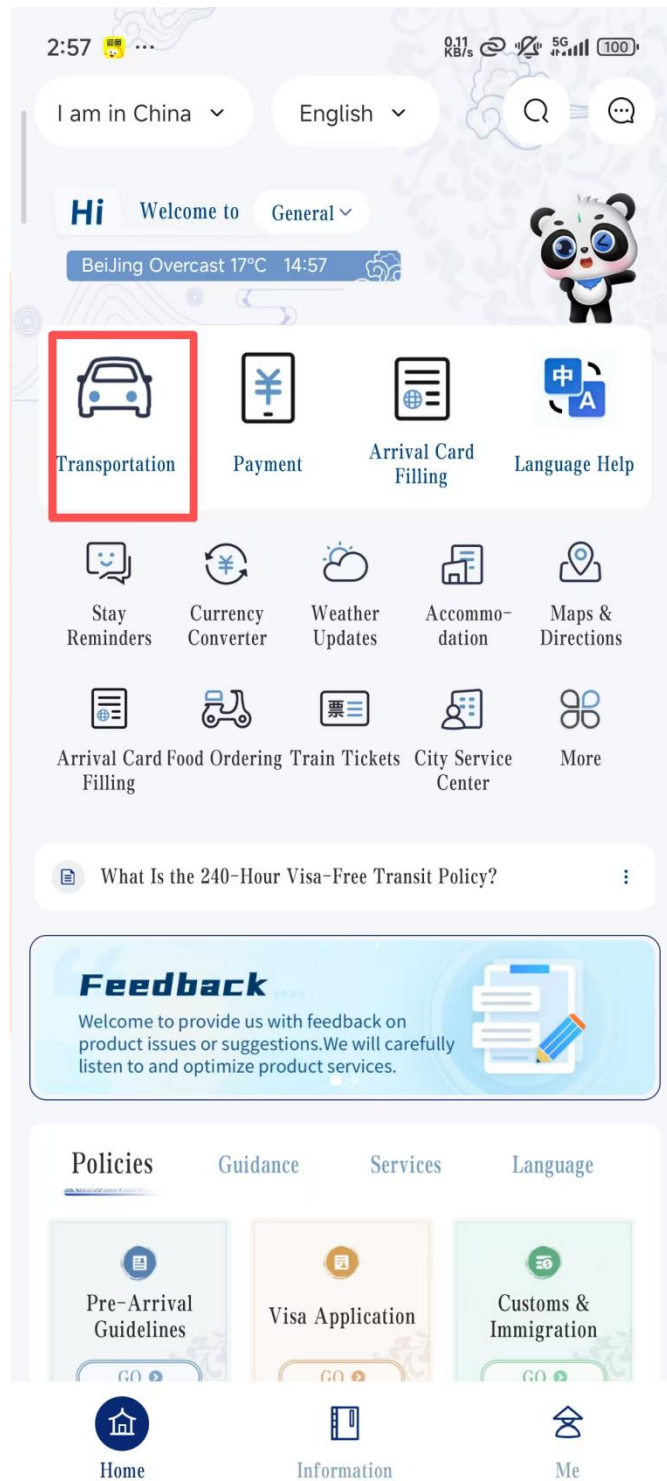 2:57
0.11 KB/s
5G
100
I am in China
English
Hi
Welcome to
General
BeiJing Overcast 17°C 14:57
¥
中
A
Transportation
Payment
Arrival Card
Filling
Language Help
¥
Stay
Reminders
Currency
Converter
Weather
Updates
Accommo-
dation
Maps &
Directions
票
Arrival Card
Filling
Food Ordering
Train Tickets
City Service
Center
More
What Is the 240-Hour Visa-Free Transit Policy?
Feedback
Welcome to provide us with feedback on
product issues or suggestions.We will carefully
listen to and optimize product services.
Policies
Guidance
Services
Language
Pre-Arrival
Guidelines
GO
Visa Application
GO
Customs &
Immigration
GO
Home
Information
Me